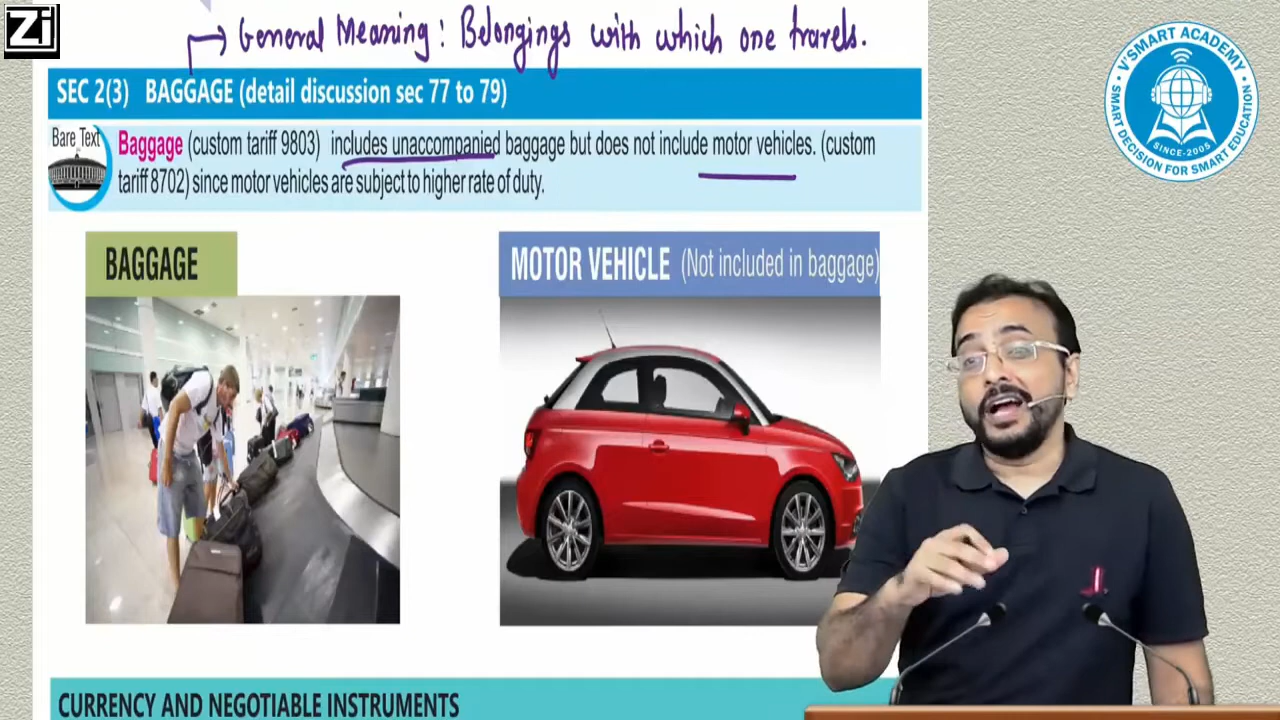 Zi
General Meaning: Belongings with which one travels.
SEC 2(3) BAGGAGE (detail discussion sec 77 to 79)
Bare Text
Baggage (custom tariff 9803) includes unaccompanied baggage but does not include motor vehicles. (custom
tariff 8702) since motor vehicles are subject to higher rate of duty.
BAGGAGE
MOTOR VEHICLE (Not included in baggage)
CURRENCY AND NEGOTIABLE INSTRUMENTS
V'SMART ACADEMY
SINCE-2005
SMART DECISION FOR SMART EDUCATION